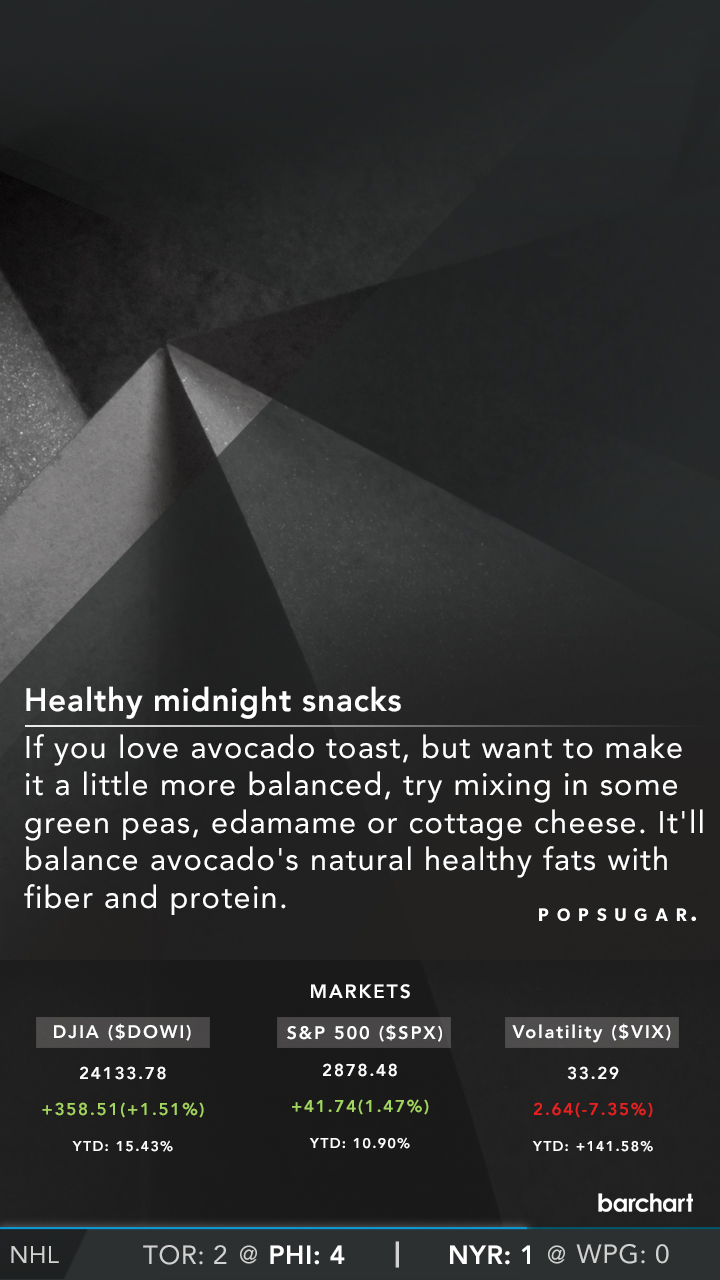 Healthy midnight snacks
If you love avocado toast, but want to make
it a little more balanced, try mixing in some
green peas, edamame or cottage cheese. It'll
balance avocado's natural healthy fats with
fiber and protein.
POPSUGAR.
MARKETS
DJIA ($DOWI) S&P 500 ($SPX) Volatility ($VIX)
24133.78 2878.48 33.29
+358.51(+1.51%) +41.74(1.47%) 2.64(-7.35%)
YTD: 15.43% YTD: 10.90% YTD: +141.58%
barchart
NHL TOR: 2 @ PHI: 4 | NYR: 1 @ WPG: 0